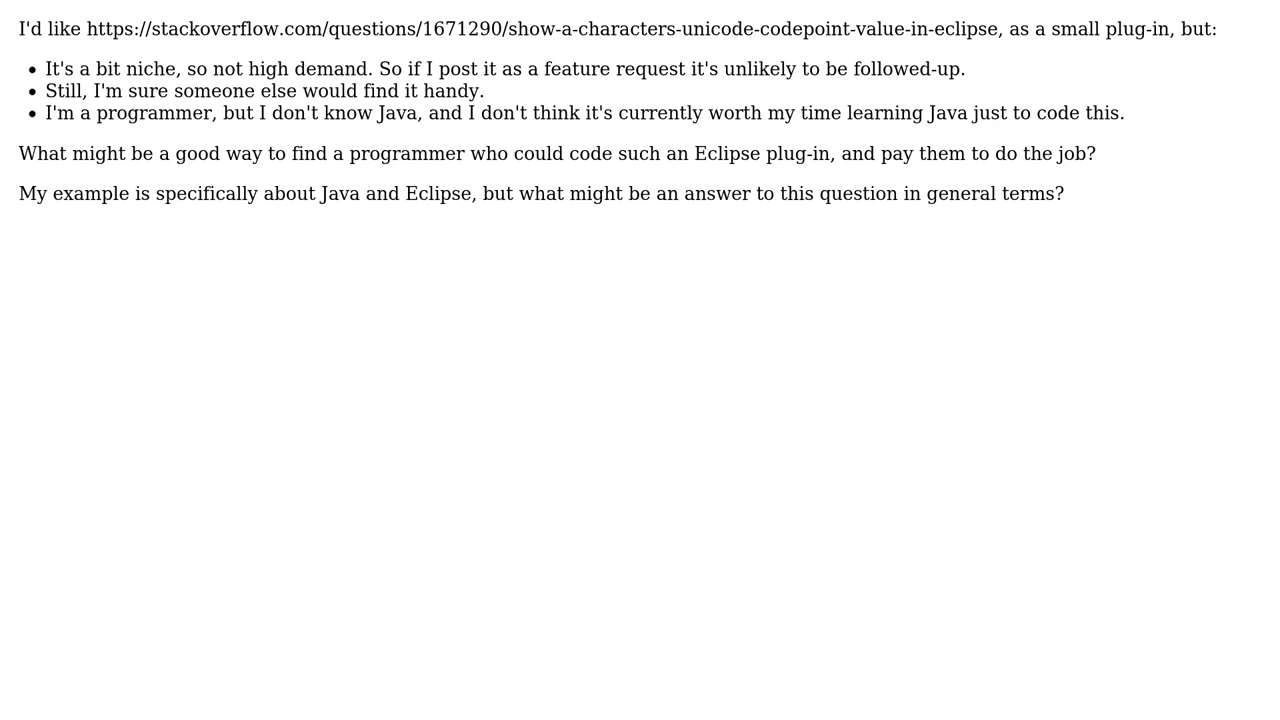 I'd like https://stackoverflow.com/questions/1671290/show-a-characters-unicode-codepoint-value-in-eclipse, as a small plug-in, but:
• It's a bit niche, so not high demand. So if I post it as a feature request it's unlikely to be followed-up.
• Still, I'm sure someone else would find it handy.
• I'm a programmer, but I don't know Java, and I don't think it's currently worth my time learning Java just to code this.
What might be a good way to find a programmer who could code such an Eclipse plug-in, and pay them to do the job?
My example is specifically about Java and Eclipse, but what might be an answer to this question in general terms?